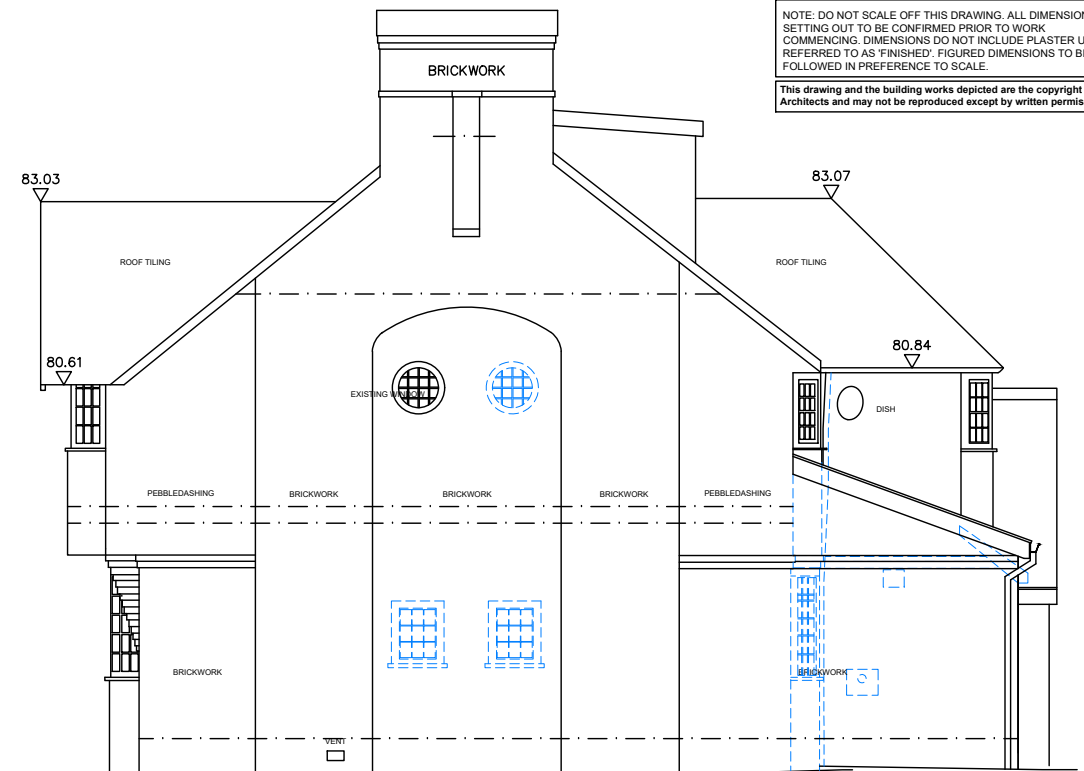 NOTE: DO NOT SCALE OFF THIS DRAWING. ALL DIMENSION
SETTING OUT TO BE CONFIRMED PRIOR TO WORK
COMMENCING. DIMENSIONS DO NOT INCLUDE PLASTER U
REFERRED TO AS 'FINISHED'. FIGURED DIMENSIONS TO B
FOLLOWED IN PREFERENCE TO SCALE.
This drawing and the building works depicted are the copyright
Architects and may not be reproduced except by written permis
BRICKWORK
83.03
83.07
ROOF TILING
ROOF TILING
80.61
80.84
EXISTING WINDOW
DISH
PEBBLEDASHING
BRICKWORK
BRICKWORK
BRICKWORK
PEBBLEDASHING
BRICKWORK
BRICKWORK
VENT